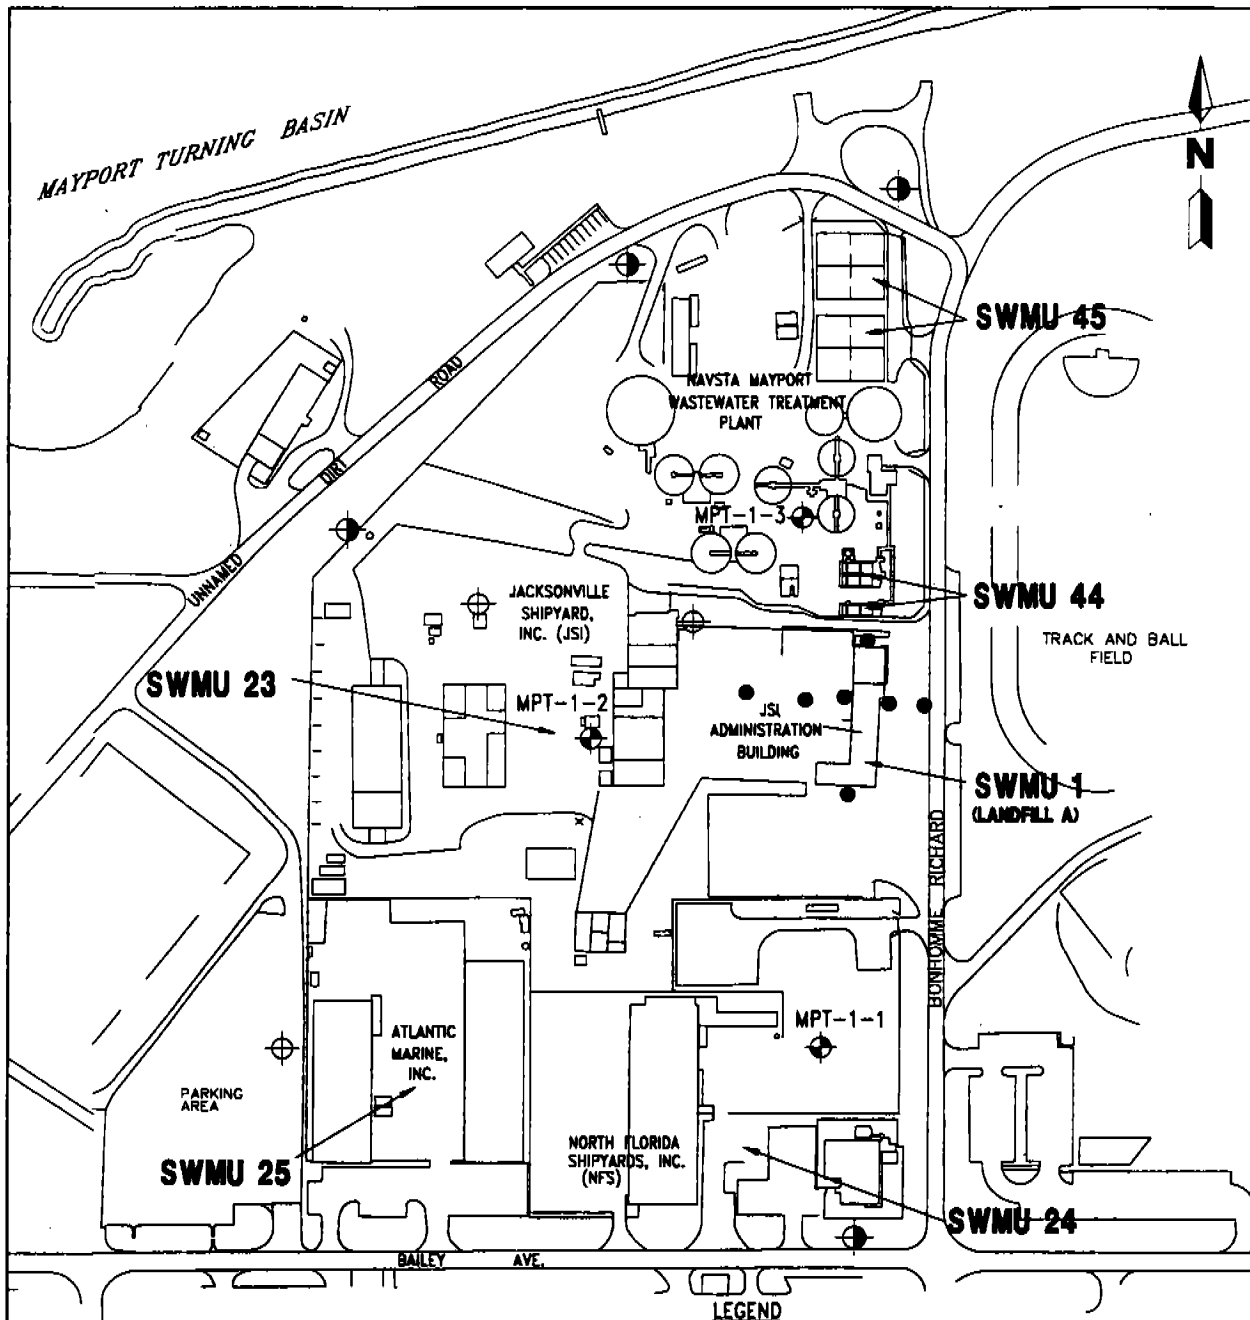 MAYPORT TURNING BASIN
N
SWMU 45
ROAD
NAVSTA MAYPORT
WASTEWATER TREATMENT
PLANT
DIRT
MPT-1-3
UNNAMED
JACKSONVILLE
SHIPYARD,
INC. (JSI)
SWMU 44
TRACK AND BALL
FIELD
SWMU 23
MPT-1-2
JSI
ADMINISTRATION
BUILDING
SWMU 1
(LANDFILL A)
BONHOMME RICHARD
MPT-1-1
ATLANTIC
MARINE,
INC.
PARKING
AREA
NORTH FLORIDA
SHIPYARDS, INC.
(NFS)
SWMU 25
SWMU 24
BAILEY AVE.
LEGEND